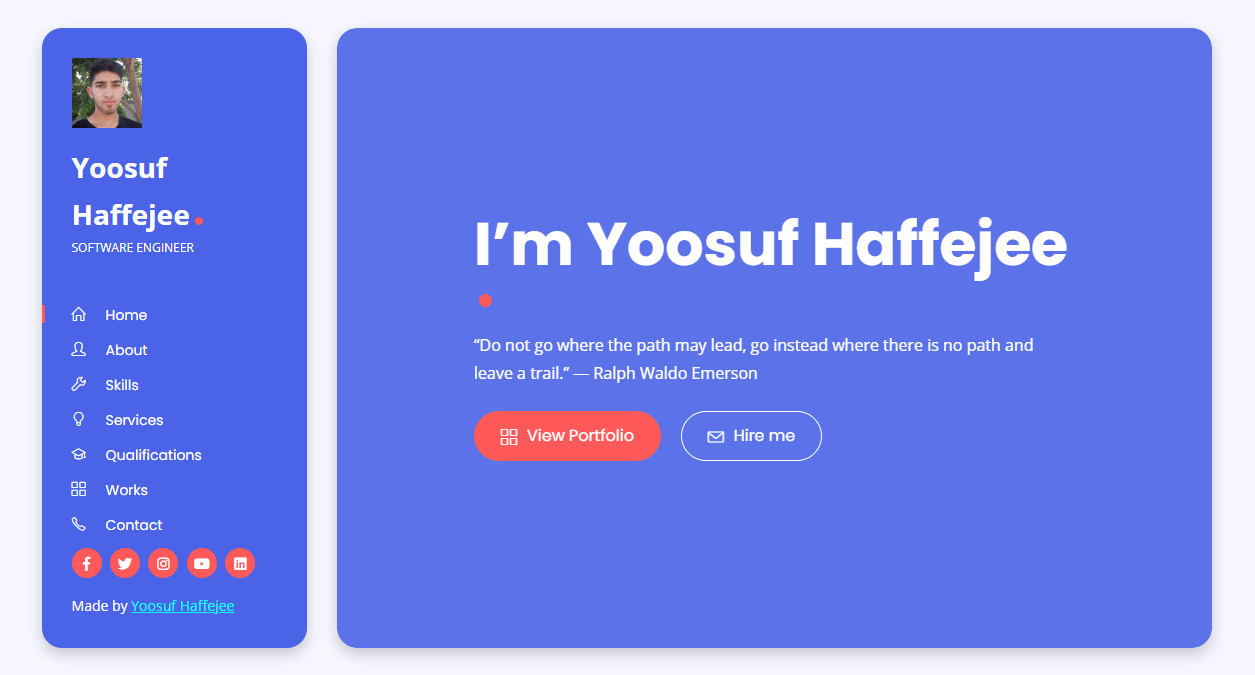 Yoosuf
Haffejee
SOFTWARE ENGINEER
Home
About
Skills
Services
Qualifications
Works
Contact
Made by Yoosuf Haffejee
I’m Yoosuf Haffejee
“Do not go where the path may lead, go instead where there is no path and
leave a trail.” — Ralph Waldo Emerson
View Portfolio
Hire me